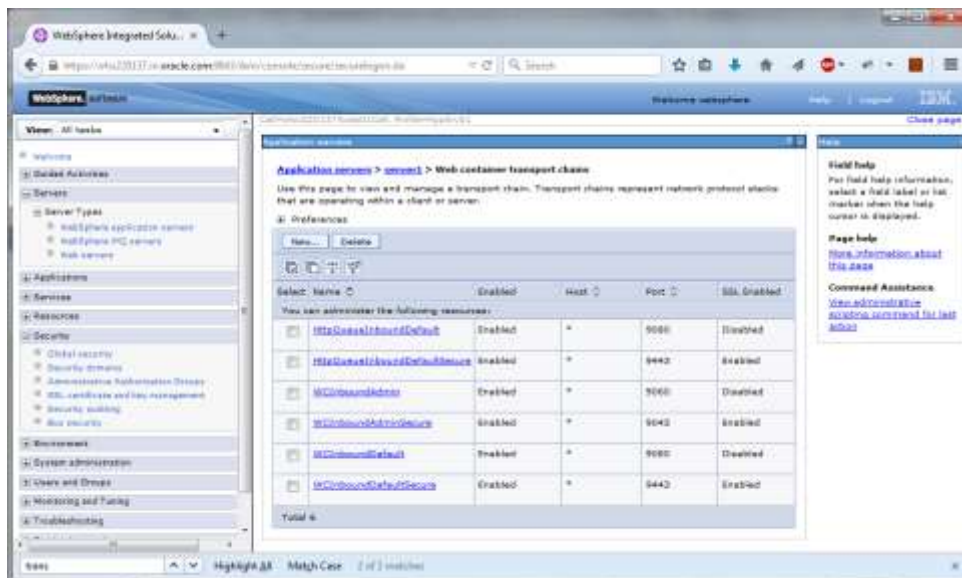 WebSphere Integrated Solu...
Search
WebSphere. software
Welcome websphere
Help
Logout
IBM.
View: All tasks
Close page
Welcome
Guided Activities
Servers
Server Types
WebSphere application servers
WebSphere MQ servers
Web servers
Applications
Services
Resources
Security
Global security
Security domains
Administrative Authorization Groups
SSL certificate and key management
Security auditing
Bus security
Environment
System administration
Users and Groups
Monitoring and Tuning
Troubleshooting
Application servers
Application servers > server1 > Web container transport chains
Use this page to view and manage a transport chain. Transport chains represent network protocol stacks
that are operating within a client or server.
Preferences
New... Delete
Select Name Enabled Host Port SSL Enabled
You can administer the following resources:
HttpQueueInboundDefault Enabled * 9080 Disabled
HttpQueueInboundDefaultSecure Enabled * 9443 Enabled
WCInboundAdmin Enabled * 9060 Disabled
WCInboundAdminSecure Enabled * 9043 Enabled
WCInboundDefault Enabled * 9080 Disabled
WCInboundDefaultSecure Enabled * 9443 Enabled
Total 6
Help
Field help
For field help information,
select a field label or list
marker when the help
cursor is displayed.
Page help
More information about
this page
Command Assistance
View administrative
scripting command for last
action
trans
Highlight All Match Case 2 of 2 matches